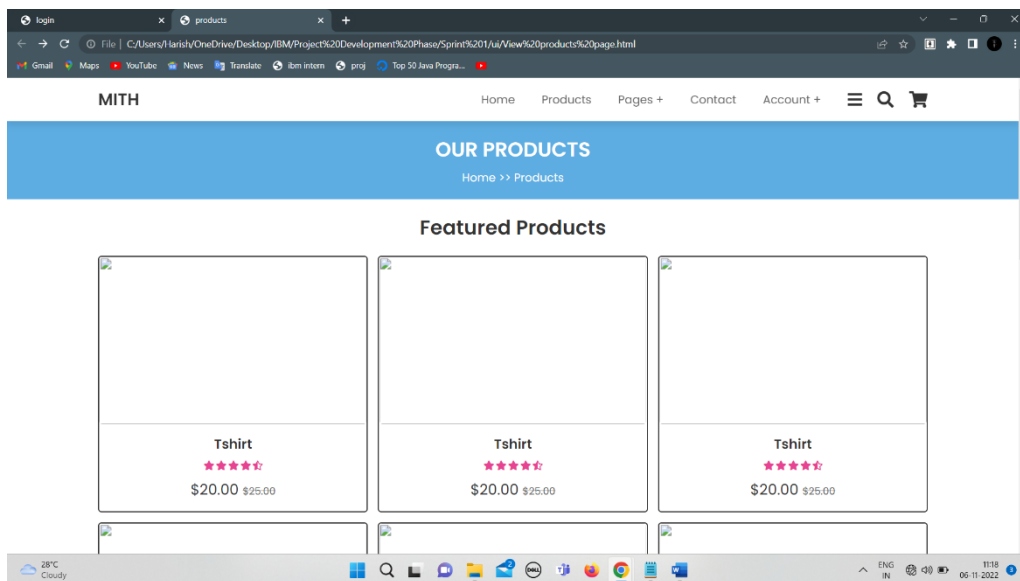 login
products
File | C:/Users/Harish/OneDrive/Desktop/IBM/Project%20Development%20Phase/Sprint%201/ui/View%20products%20page.html
Gmail Maps YouTube News Translate ibm intern proj Top 50 Java Progra...
MITH
Home Products Pages + Contact Account +
OUR PRODUCTS
Home >> Products
Featured Products
Tshirt Tshirt Tshirt
$20.00 $25.00 $20.00 $25.00 $20.00 $25.00
28°C
Cloudy
ENG
IN
11:18
06-11-2022
3